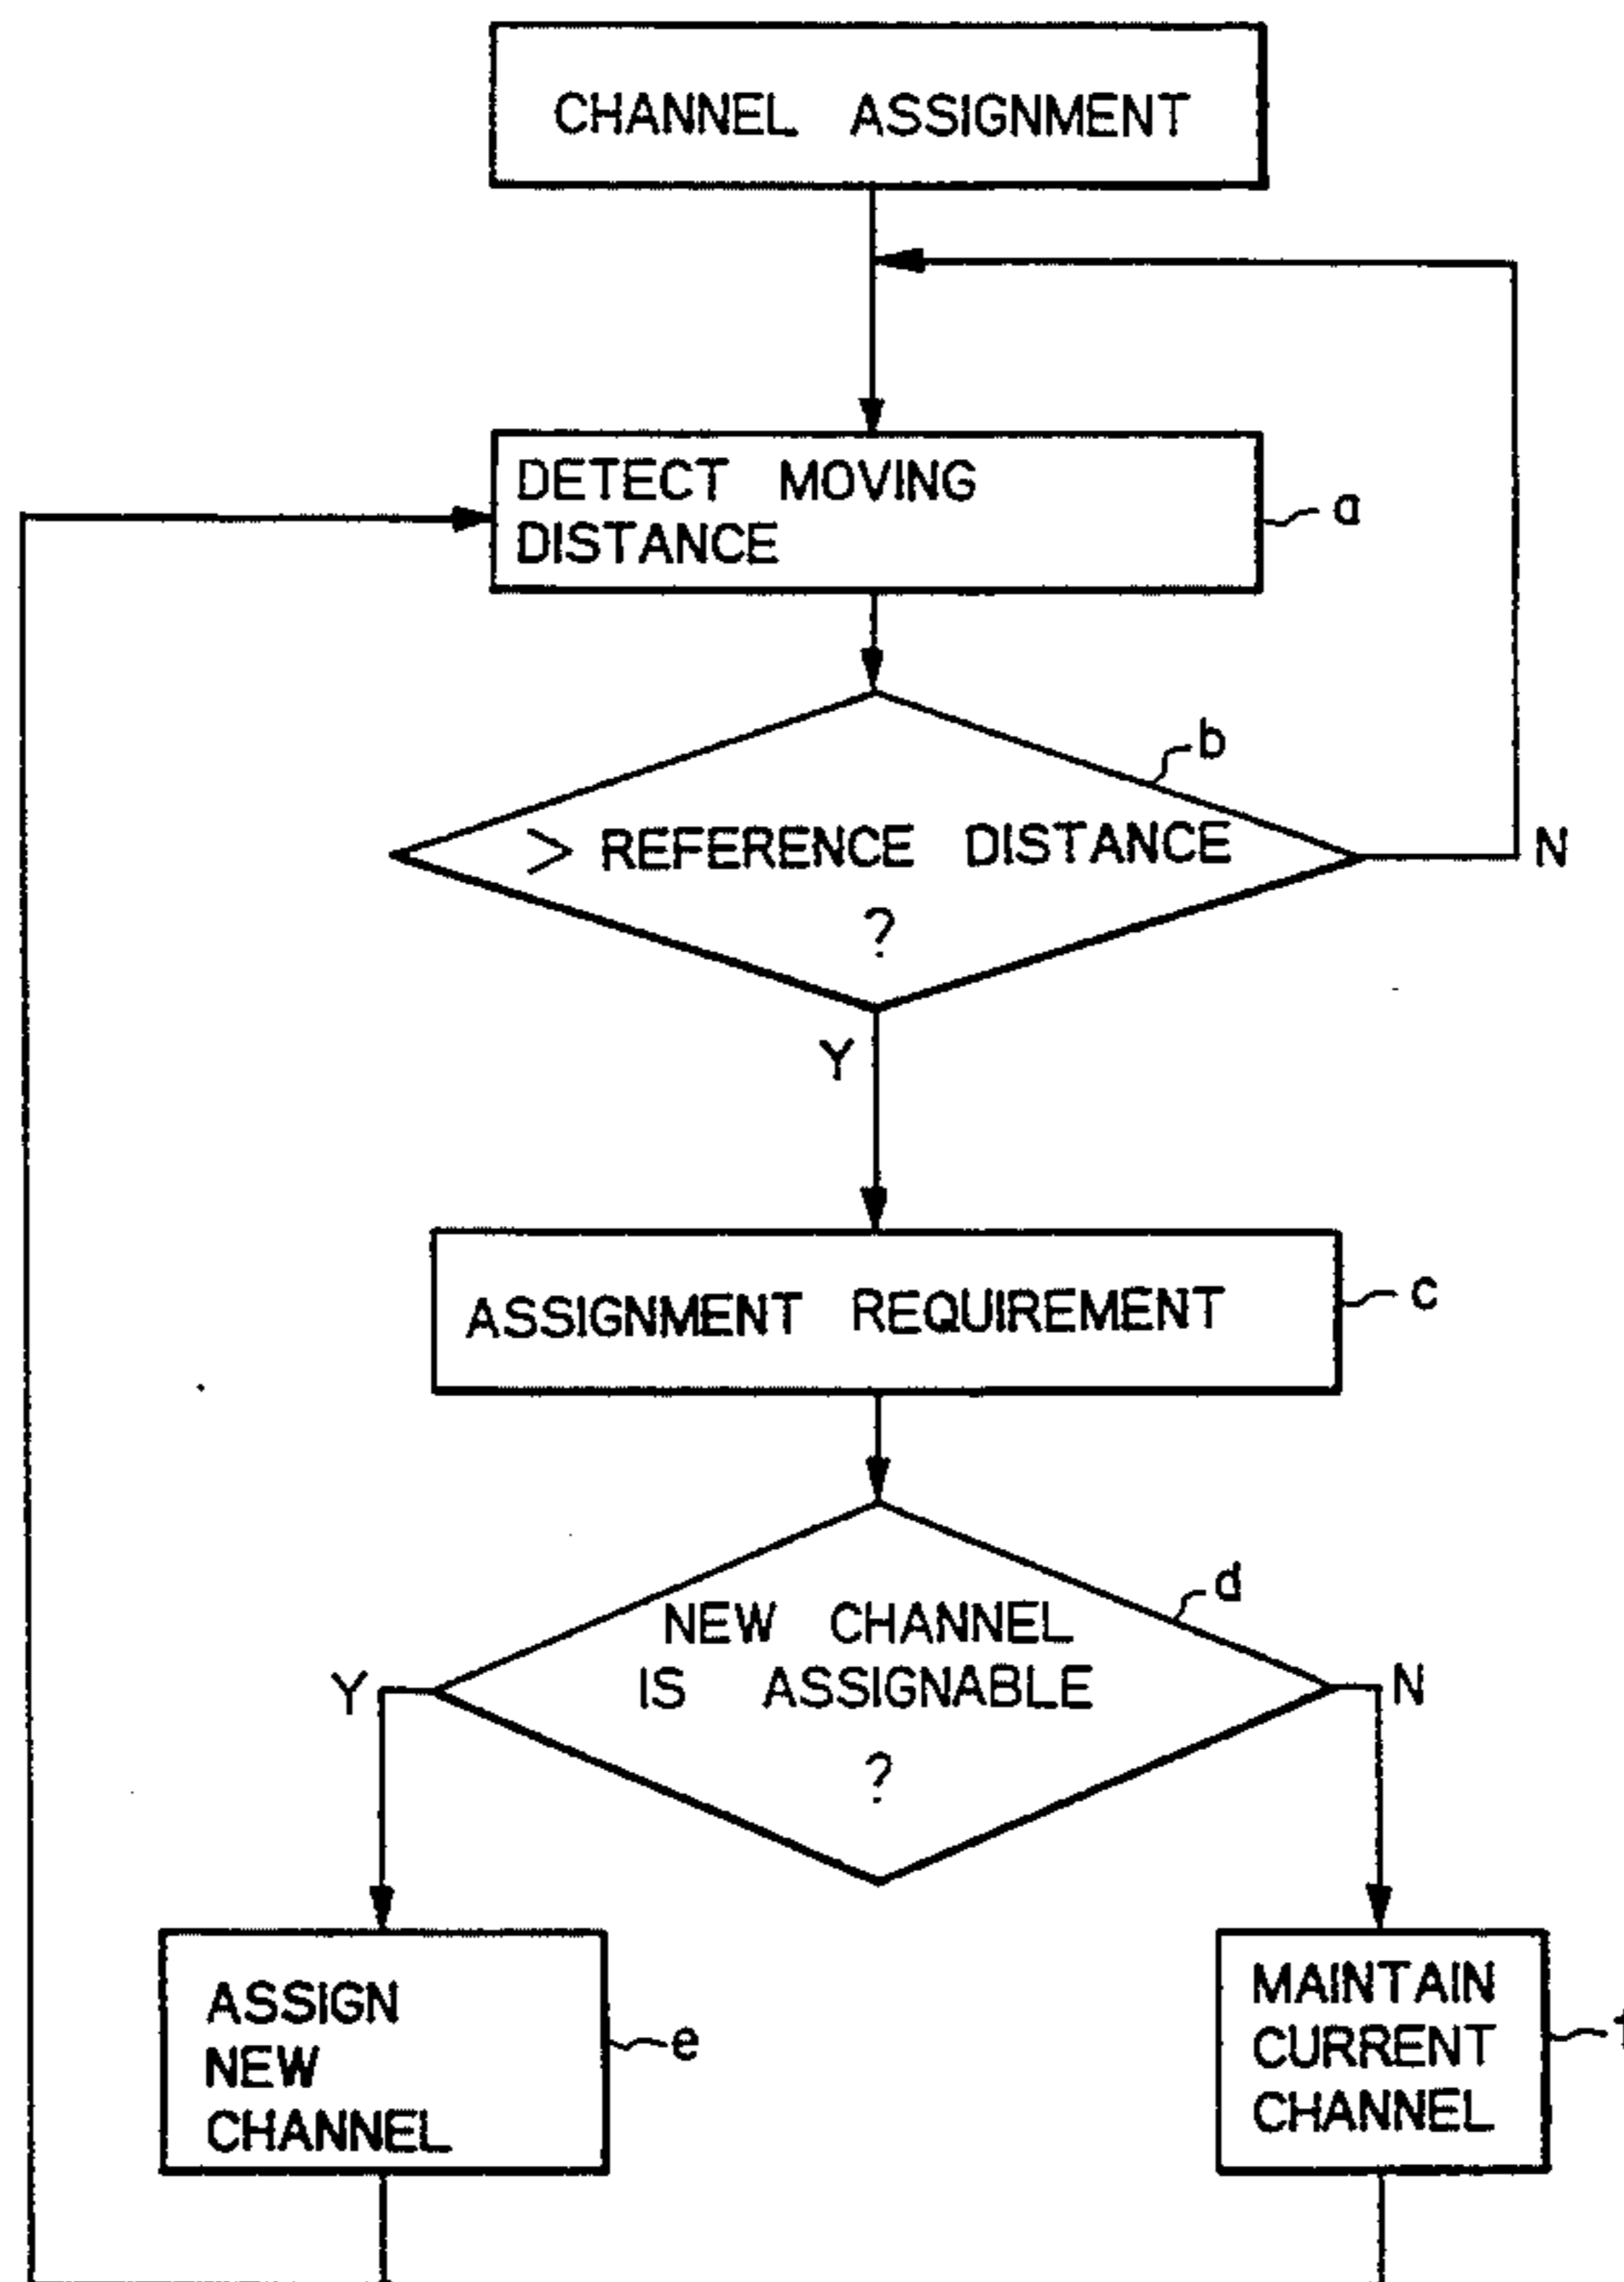 CHANNEL ASSIGNMENT
DETECT MOVING
DISTANCE
a
b
> REFERENCE DISTANCE
?
N
Y
ASSIGNMENT REQUIREMENT
c
d
NEW CHANNEL
IS ASSIGNABLE
?
Y
N
ASSIGN
NEW
CHANNEL
e
MAINTAIN
CURRENT
CHANNEL